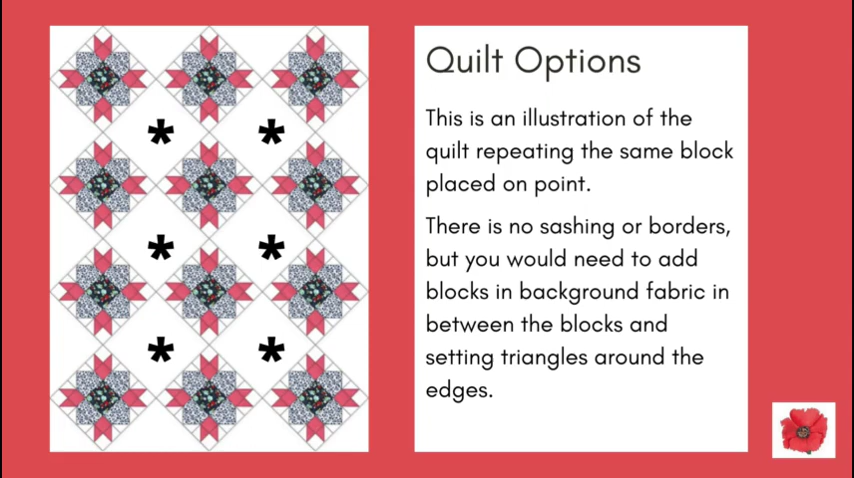 Quilt Options
This is an illustration of the
quilt repeating the same block
placed on point.
There is no sashing or borders,
but you would need to add
blocks in background fabric in
between the blocks and
setting triangles around the
edges.
* *
* *
* *